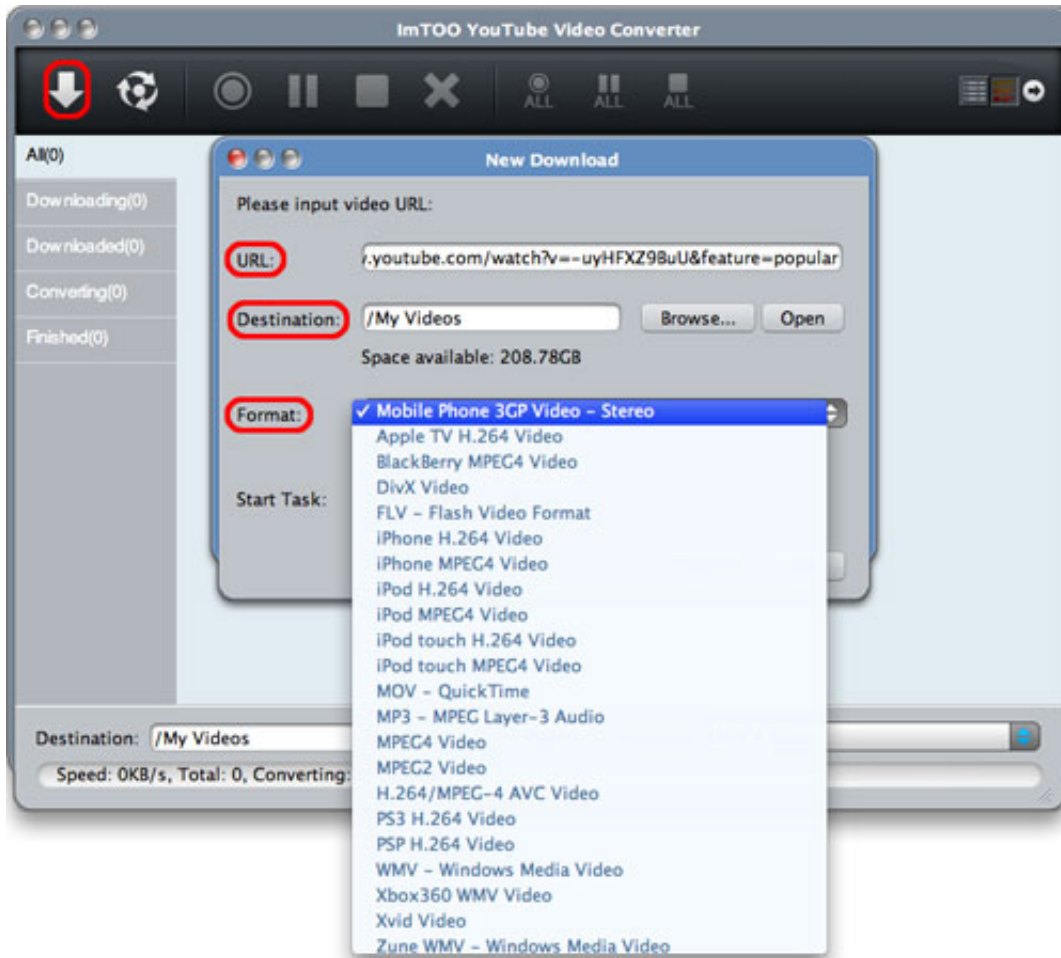 ImTOO YouTube Video Converter
ALL ALL ALL
All(0)
Downloading(0)
Downloaded(0)
Converting(0)
Finished(0)
New Download
Please input video URL:
URL: .youtube.com/watch?v=-uyHFXZ9BuU&feature=popular
Destination: /My Videos Browse... Open
Space available: 208.78GB
Format: ✓ Mobile Phone 3GP Video – Stereo
Apple TV H.264 Video
BlackBerry MPEG4 Video
DivX Video
Start Task:
FLV – Flash Video Format
iPhone H.264 Video
iPhone MPEG4 Video
iPod H.264 Video
iPod MPEG4 Video
iPod touch H.264 Video
iPod touch MPEG4 Video
MOV – QuickTime
MP3 – MPEG Layer-3 Audio
MPEG4 Video
MPEG2 Video
H.264/MPEG-4 AVC Video
PS3 H.264 Video
PSP H.264 Video
WMV – Windows Media Video
Xbox360 WMV Video
Xvid Video
Zune WMV – Windows Media Video
Destination: /My Videos
Speed: 0KB/s, Total: 0, Converting: